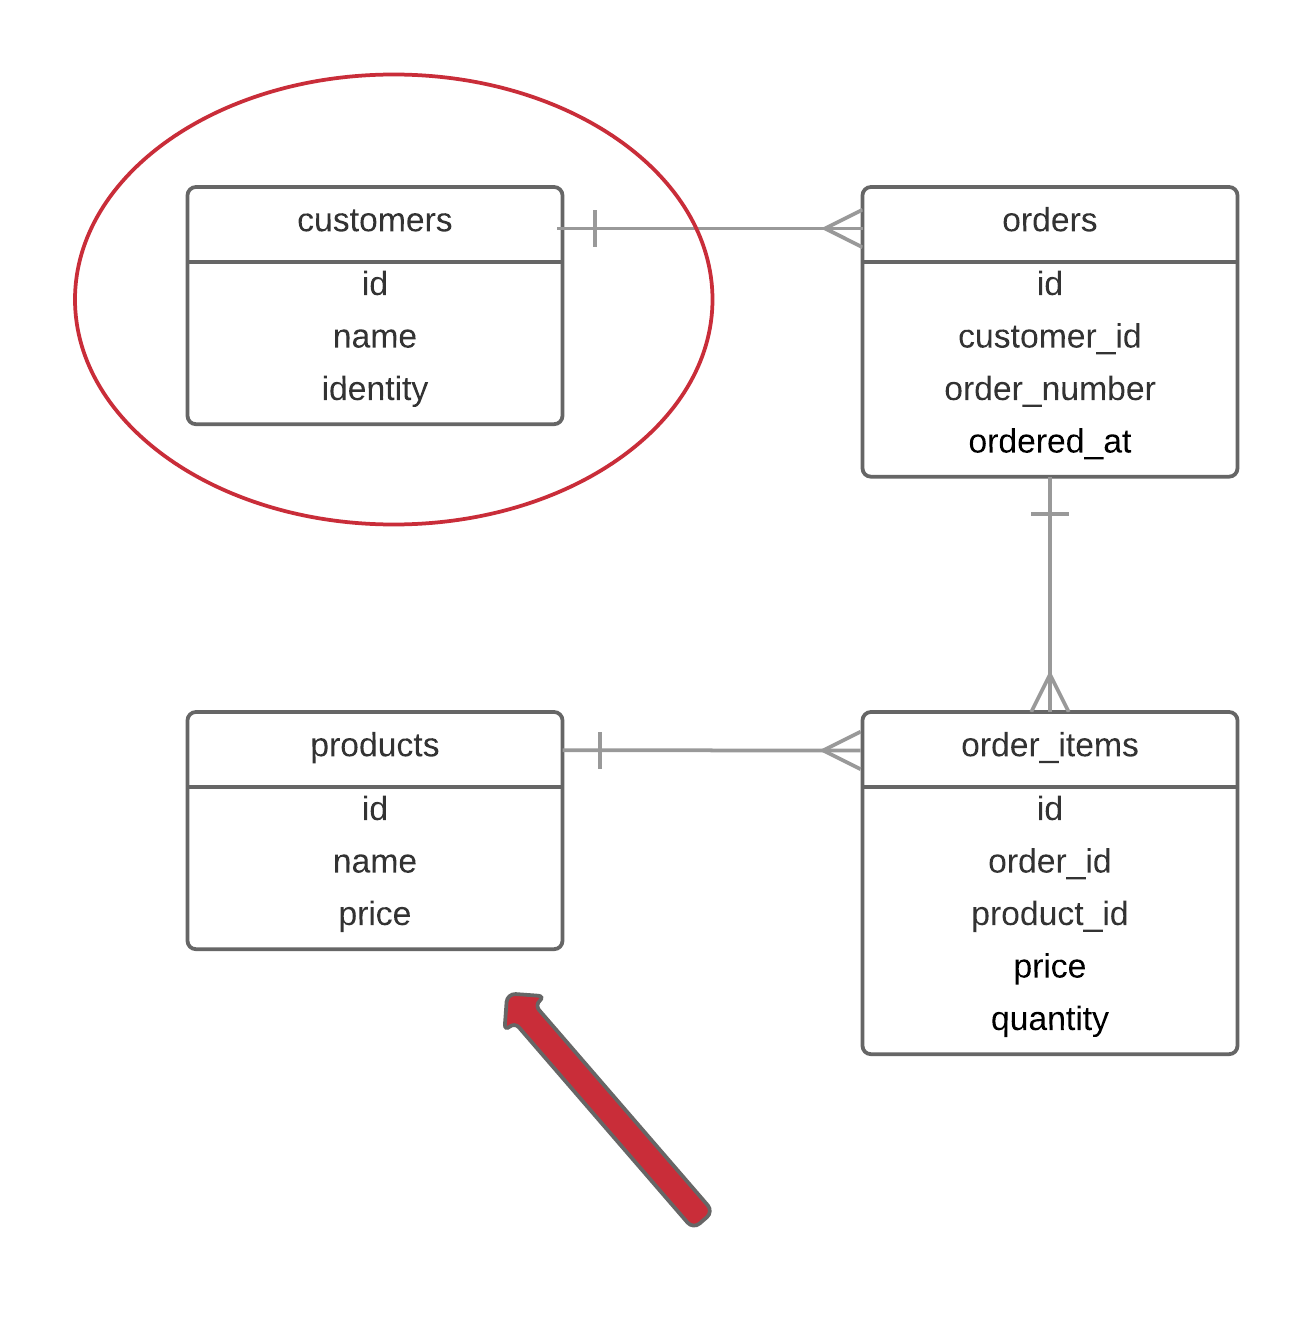 customers
id
name
identity
orders
id
customer_id
order_number
ordered_at
products
id
name
price
order_items
id
order_id
product_id
price
quantity